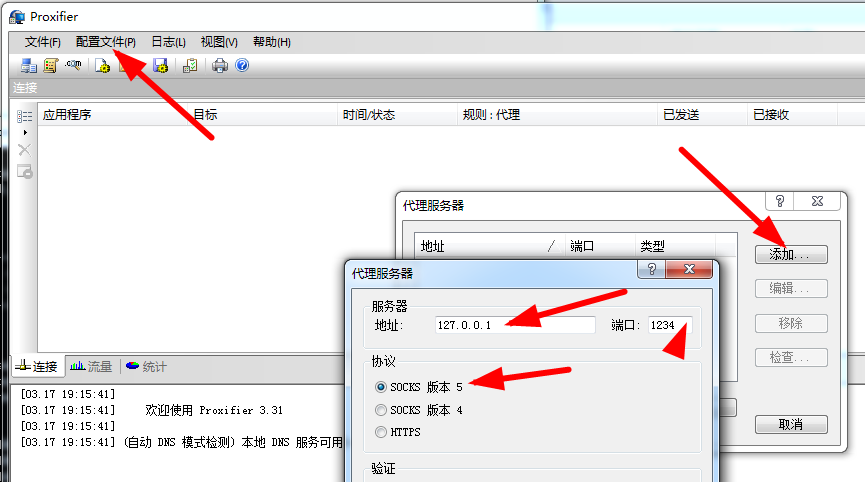 Proxifier
文件(F) 配置文件(P) 日志(L) 视图(V) 帮助(H)
.com
连接
应用程序 目标 时间/状态 规则 : 代理 已发送 已接收
代理服务器
地址 端口 类型
添加...
编辑...
移除
检查...
取消
代理服务器
服务器
地址: 127.0.0.1 端口: 1234
协议
SOCKS 版本 5
SOCKS 版本 4
HTTPS
验证
连接 流量 统计
[03.17 19:15:41]
[03.17 19:15:41] 欢迎使用 Proxifier 3.31
[03.17 19:15:41]
[03.17 19:15:41] (自动 DNS 模式检测) 本地 DNS 服务可用